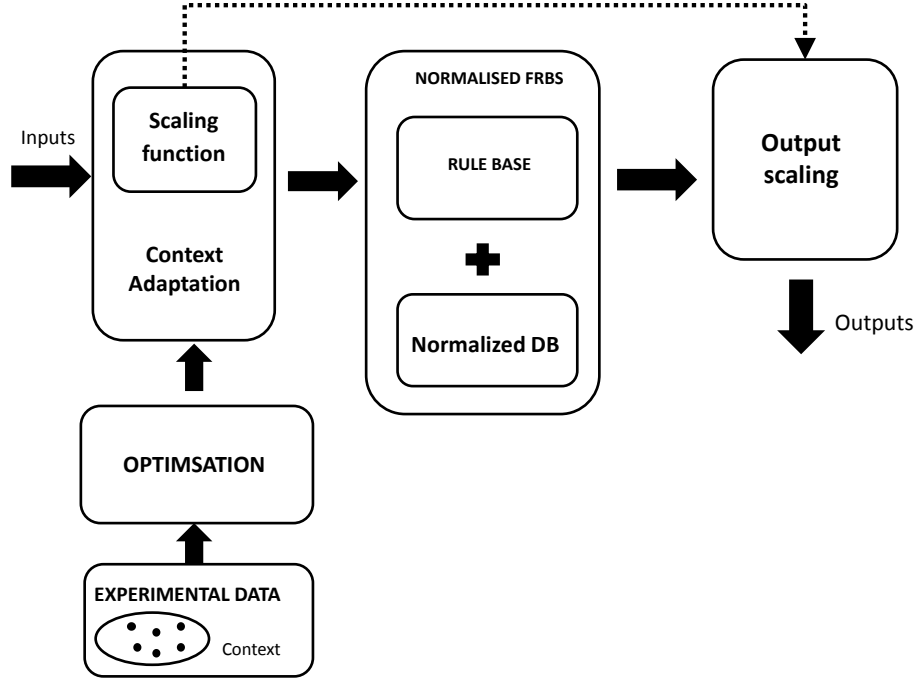 Inputs
Scaling
function
Context
Adaptation
NORMALISED FRBS
RULE BASE
Normalized DB
Output
scaling
Outputs
OPTIMSATION
EXPERIMENTAL DATA
Context